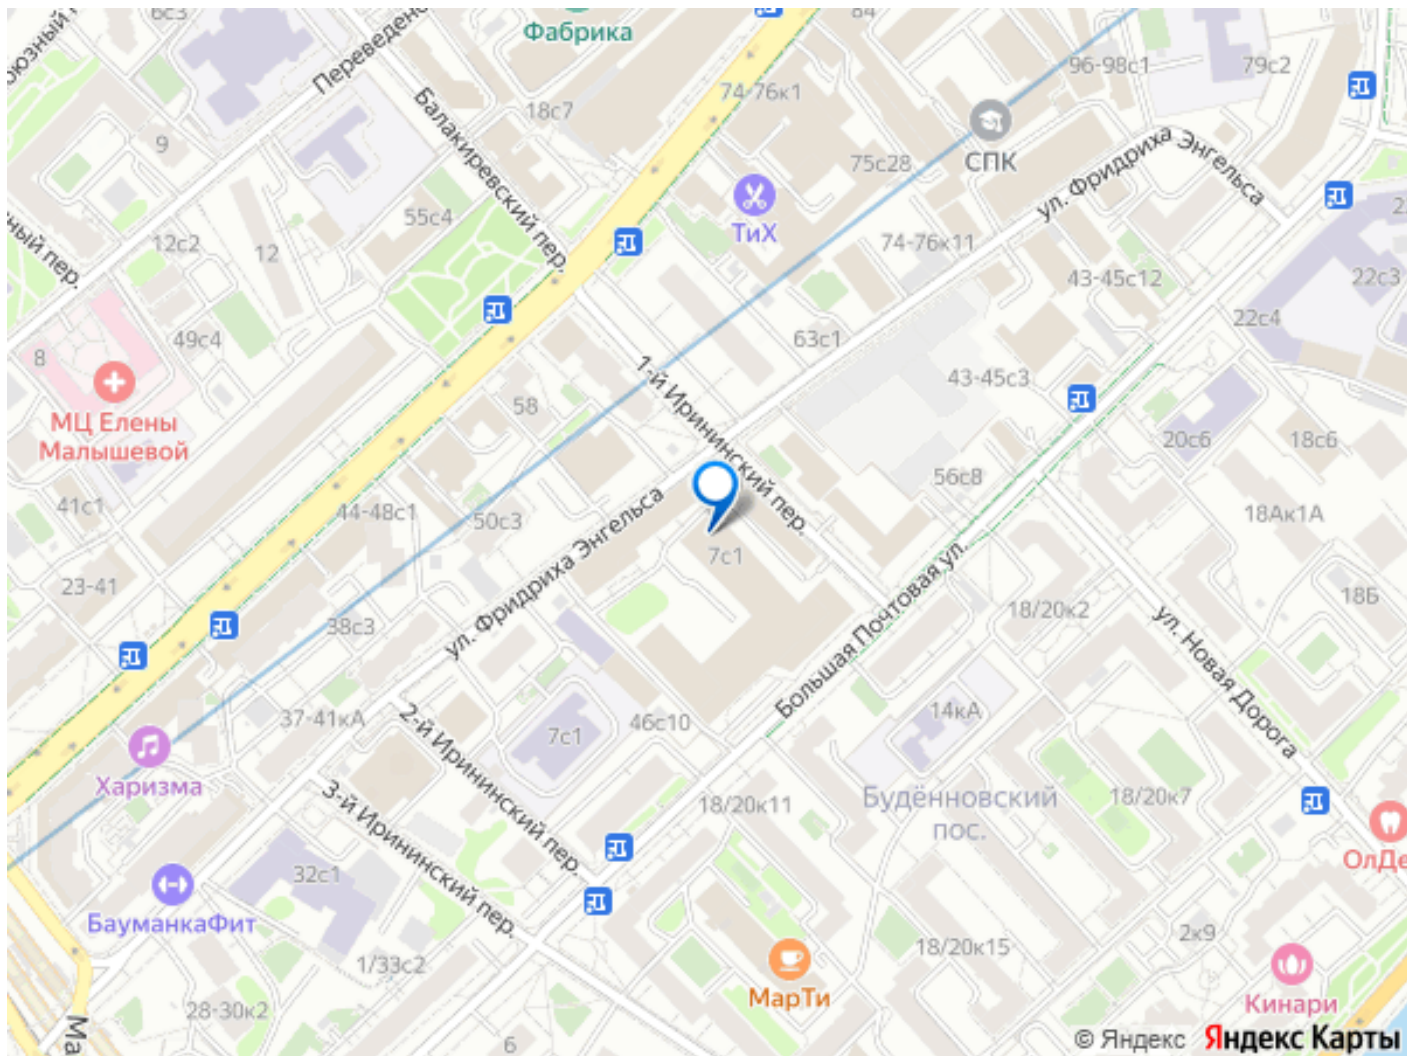 6с3
Фабрика
84
96-98с1
79с2
74-76к1
18с7
Балакиревский пер.
9
СПК
75с28
ул. Фридриха Энгельса
ТиХ
55с4
12с2
12
74-76к11
43-45с12
22с3
22с4
49с4
63с1
8
1-й Ирининский пер.
43-45с3
МЦ Елены
Малышевой
58
20с6
18с6
56с8
41с1
44-48с1
50с3
18Ак1А
7с1
ул. Фридриха Энгельса
Большая Почтовая ул.
23-41
38с3
18/20к2
18Б
ул. Новая Дорога
37-41кА
2-й Ирининский пер.
46с10
7с1
14кА
Харизма
18/20к11
Будённовский
пос.
18/20к7
3-й Ирининский пер.
32с1
БауманкаФит
18/20к15
2к9
1/33с2
МарТи
Кинари
28-30к2
6
© Яндекс Яндекс Карты